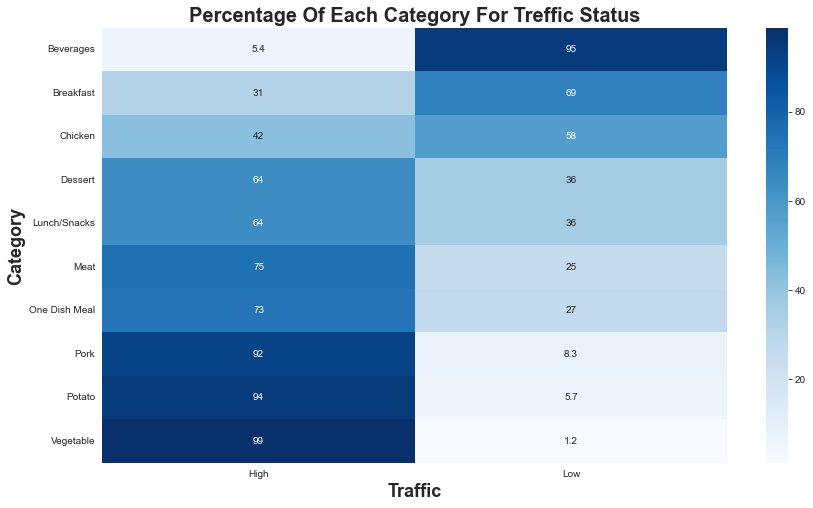 Percentage Of Each Category For Treffic Status
Beverages 5.4 95
Breakfast 31 69
Chicken 42 58
Dessert 64 36
Lunch/Snacks 64 36
Meat 75 25
One Dish Meal 73 27
Pork 92 8.3
Potato 94 5.7
Vegetable 99 1.2
High Low
Traffic
Category
80
60
40
20